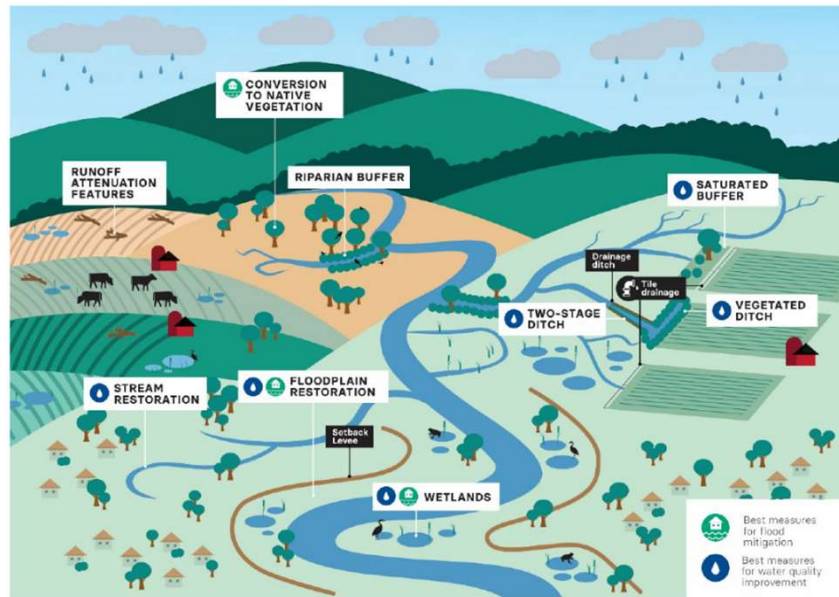 CONVERSION
TO NATIVE
VEGETATION
RUNOFF
ATTENUATION
FEATURES
RIPARIAN BUFFER
SATURATED
BUFFER
Drainage
ditch
Tile
drainage
TWO-STAGE
DITCH
VEGETATED
DITCH
STREAM
RESTORATION
FLOODPLAIN
RESTORATION
Setback
Levee
WETLANDS
Best measures
for flood
mitigation
Best measures
for water quality
improvement